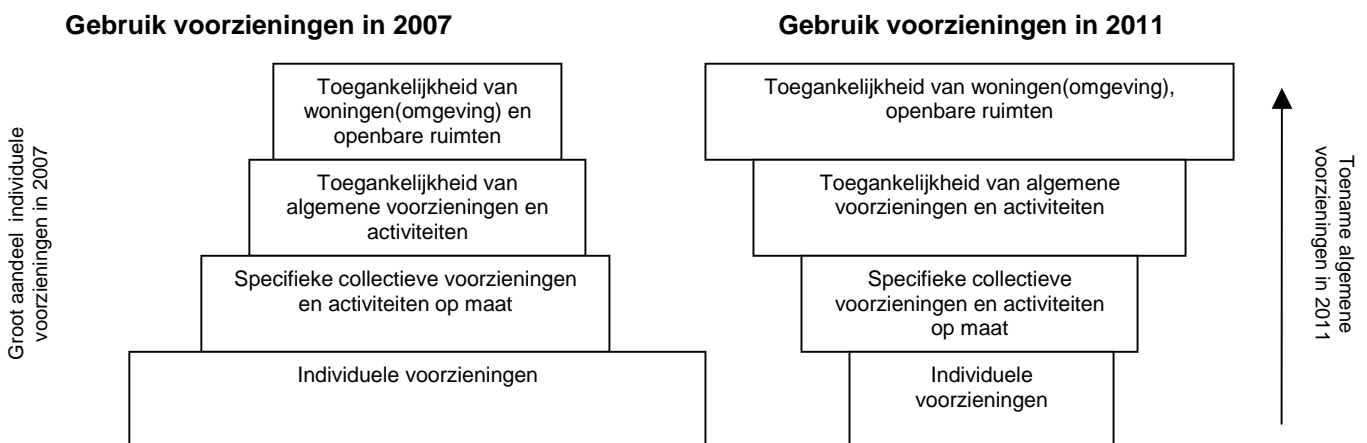 Gebruik voorzieningen in 2007
Groot aandeel individuele
voorzieningen in 2007
Toegankelijkheid van
woningen(omgeving) en
openbare ruimten
Toegankelijkheid van
algemene voorzieningen en
activiteiten
Specifieke collectieve voorzieningen
en activiteiten op maat
Individuele voorzieningen
Gebruik voorzieningen in 2011
Toegankelijkheid van woningen(omgeving),
openbare ruimten
Toegankelijkheid van algemene
voorzieningen en activiteiten
Specifieke collectieve
voorzieningen en activiteiten
op maat
Individuele
voorzieningen
Toename algemene
voorzieningen in 2011